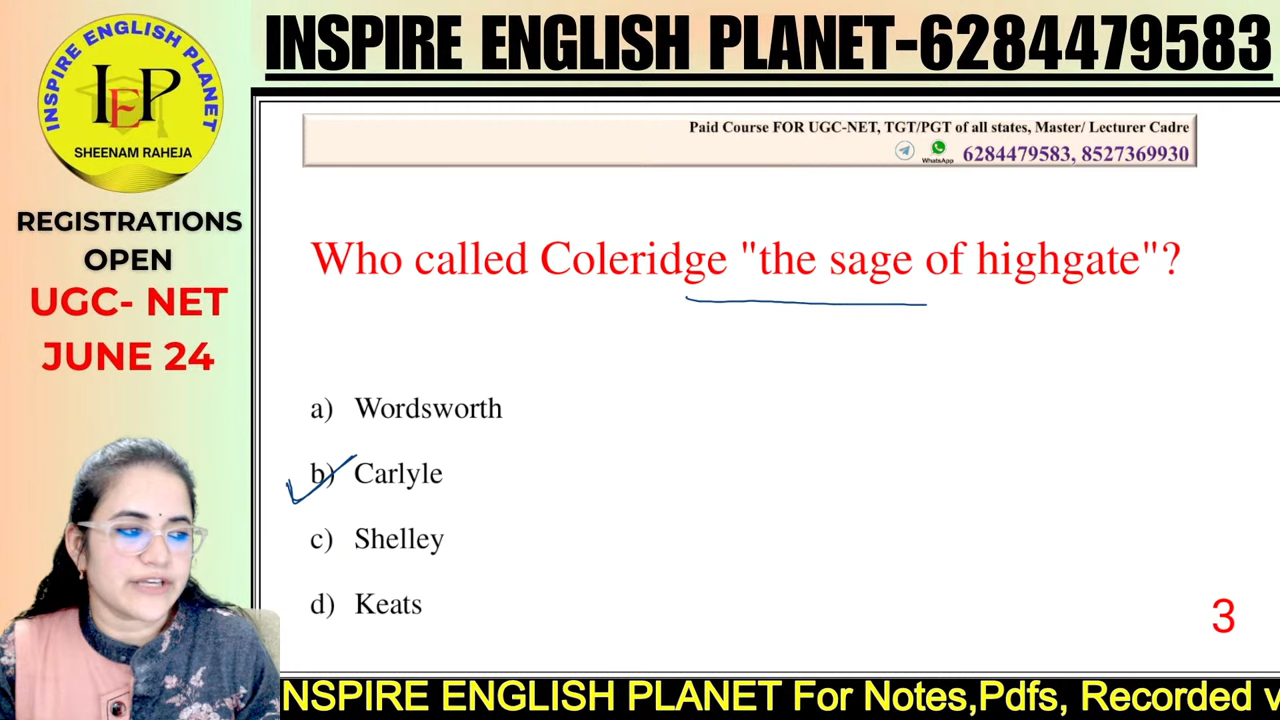 INSPIRE ENGLISH PLANET
IEP
SHEENAM RAHEJA
REGISTRATIONS
OPEN
UGC- NET
JUNE 24
INSPIRE ENGLISH PLANET-6284479583
Paid Course FOR UGC-NET, TGT/PGT of all states, Master/ Lecturer Cadre
WhatsApp 6284479583, 8527369930
Who called Coleridge "the sage of highgate"?
a) Wordsworth
b) Carlyle
c) Shelley
d) Keats
3
NSPIRE ENGLISH PLANET For Notes,Pdfs, Recorded v